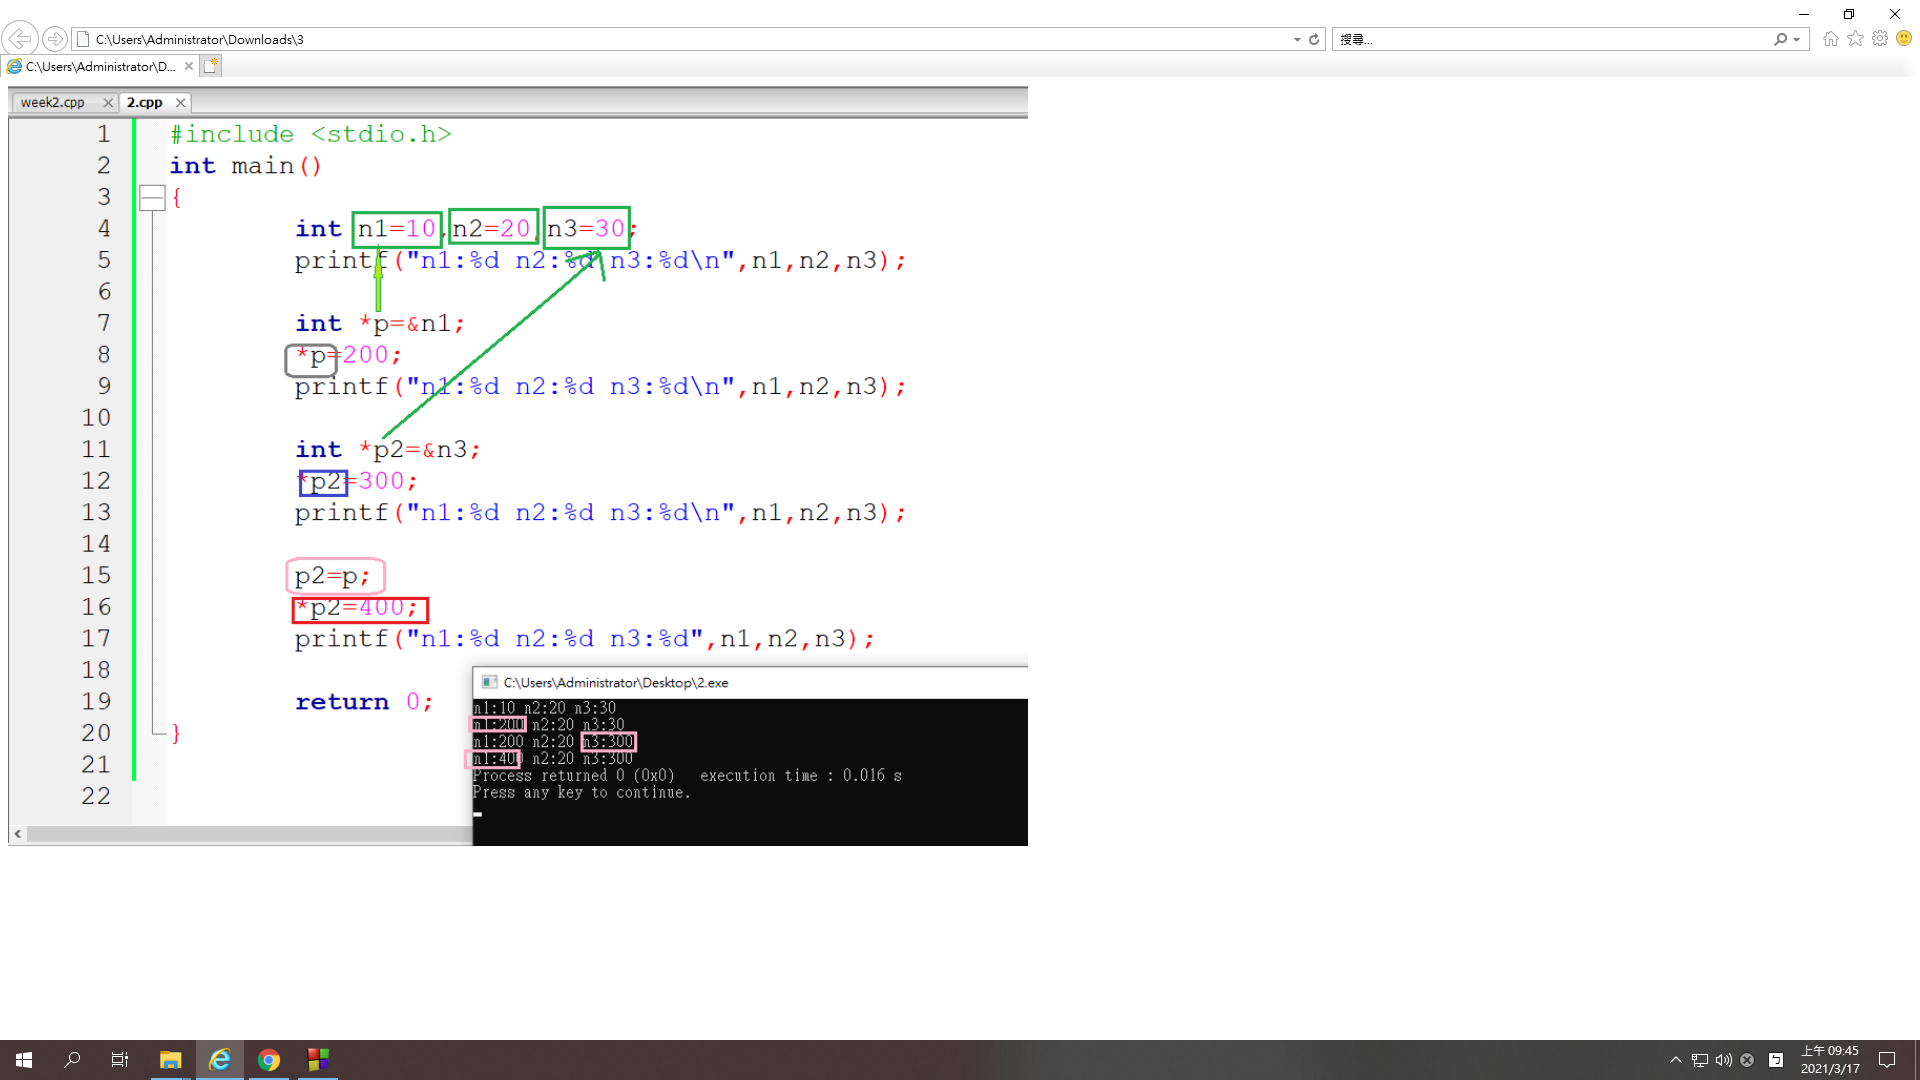 C:\Users\Administrator\Downloads\3
搜尋...
C:\Users\Administrator\D...
week2.cpp
2.cpp
1 #include <stdio.h>
2 int main()
3 {
4 int n1=10,n2=20,n3=30;
5 printf("n1:%d n2:%d n3:%d\n",n1,n2,n3);
6
7 int *p=&n1;
8 *p=200;
9 printf("n1:%d n2:%d n3:%d\n",n1,n2,n3);
10
11 int *p2=&n3;
12 *p2=300;
13 printf("n1:%d n2:%d n3:%d\n",n1,n2,n3);
14
15 p2=p;
16 *p2=400;
17 printf("n1:%d n2:%d n3:%d",n1,n2,n3);
18
19 return 0;
20 }
21
22
C:\Users\Administrator\Desktop\2.exe
n1:10 n2:20 n3:30
n1:200 n2:20 n3:30
n1:200 n2:20 n3:300
n1:400 n2:20 n3:300
Process returned 0 (0x0) execution time : 0.016 s
Press any key to continue.
ㄅ
上午 09:45
2021/3/17